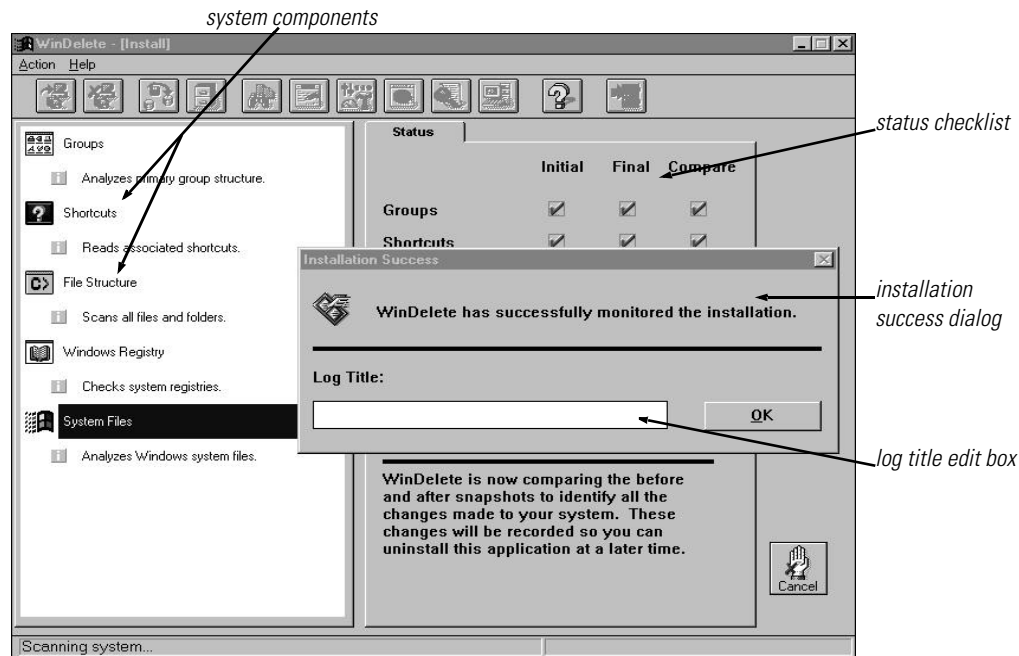 system components
WinDelete - [Install]
Action Help
Groups
Analyzes primary group structure.
Shortcuts
Reads associated shortcuts.
File Structure
Scans all files and folders.
Windows Registry
Checks system registries.
System Files
Analyzes Windows system files.
Status
Initial Final Compare
Groups
Shortcuts
status checklist
Installation Success
WinDelete has successfully monitored the installation.
installation
success dialog
Log Title:
OK
log title edit box
WinDelete is now comparing the before
and after snapshots to identify all the
changes made to your system. These
changes will be recorded so you can
uninstall this application at a later time.
Cancel
Scanning system...